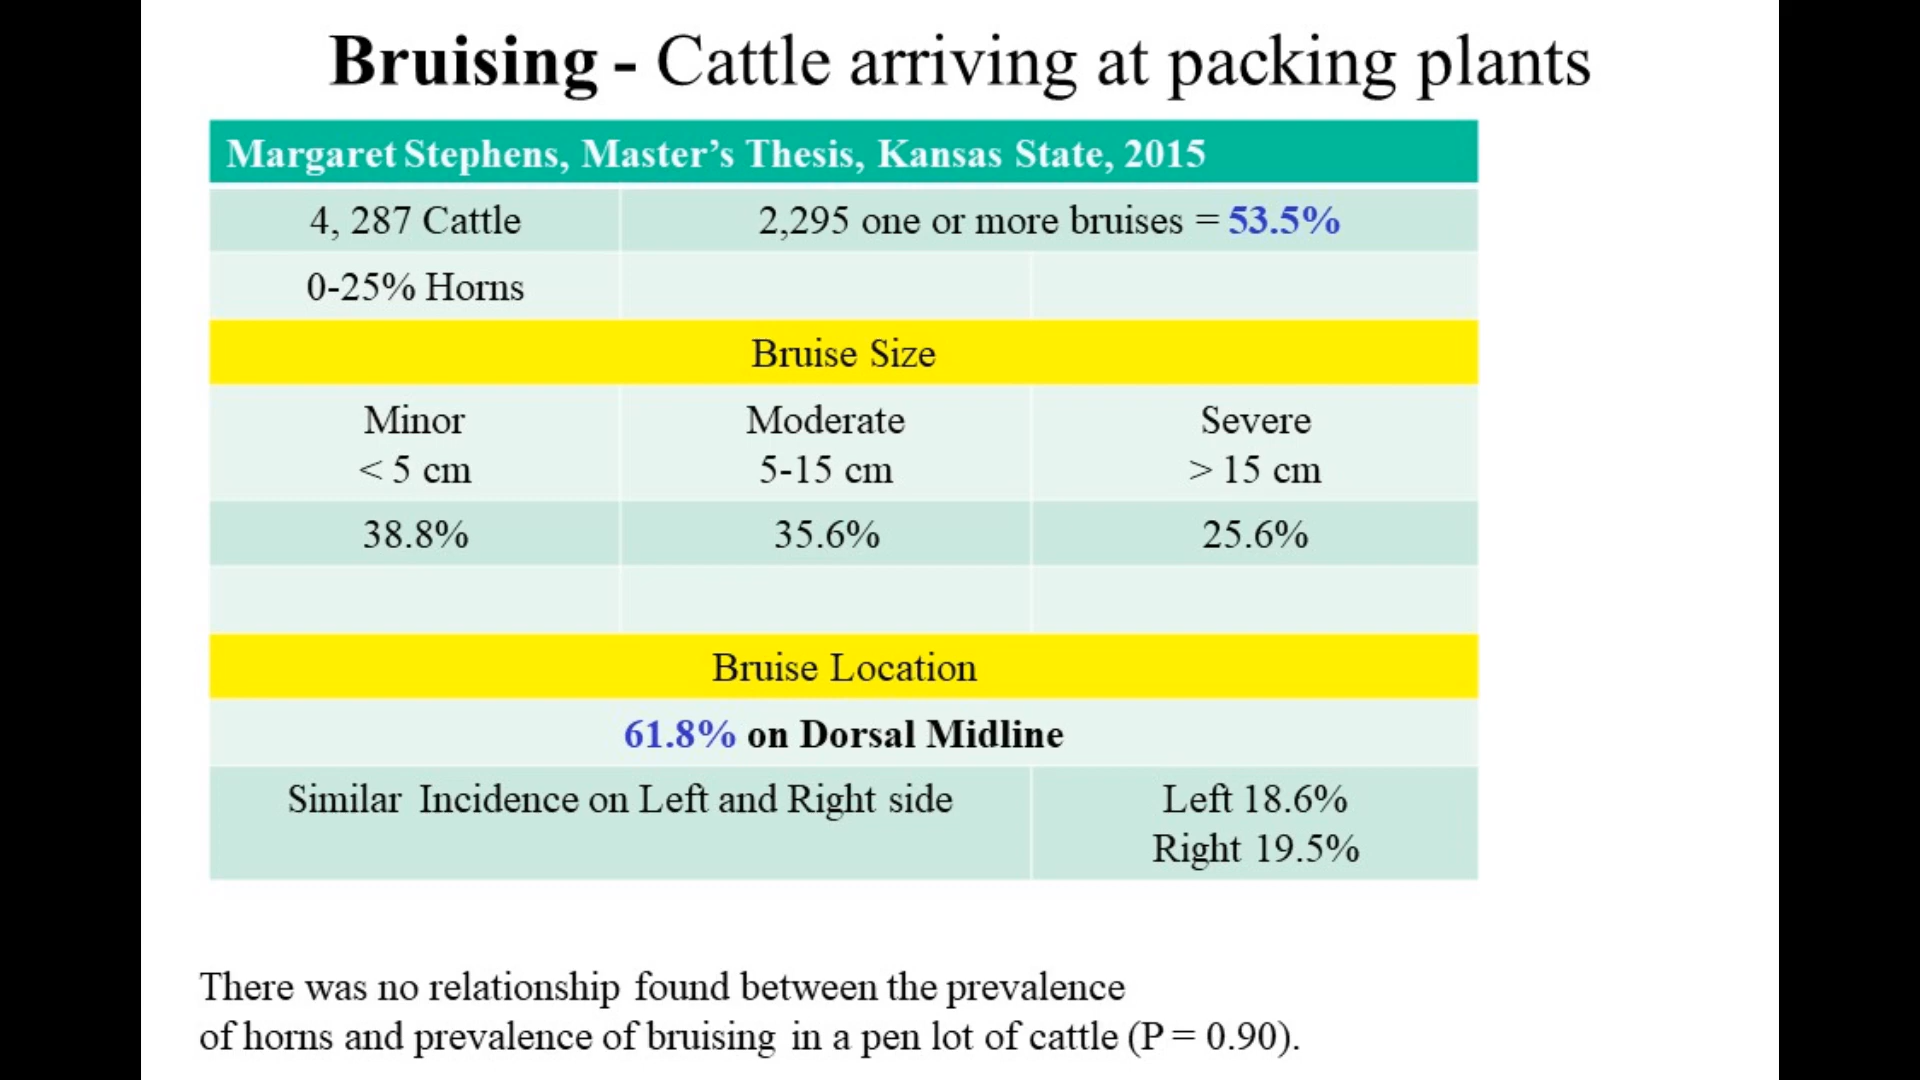 Bruising - Cattle arriving at packing plants
Margaret Stephens, Master’s Thesis, Kansas State, 2015
4, 287 Cattle
2,295 one or more bruises = 53.5%
0-25% Horns
Bruise Size
Minor
< 5 cm
Moderate
5-15 cm
Severe
> 15 cm
38.8%
35.6%
25.6%
Bruise Location
61.8% on Dorsal Midline
Similar Incidence on Left and Right side
Left 18.6%
Right 19.5%
There was no relationship found between the prevalence
of horns and prevalence of bruising in a pen lot of cattle (P = 0.90).